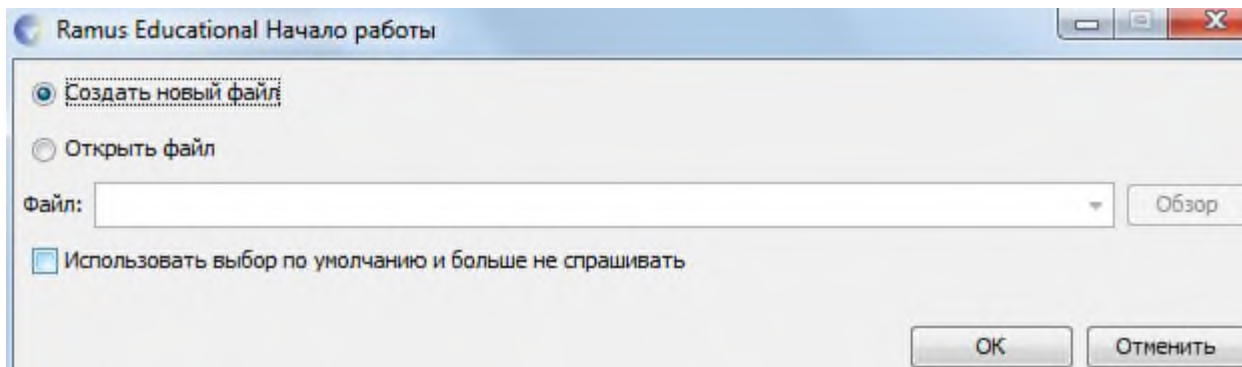 Ramus Educational Начало работы
Создать новый файл
Открыть файл
Файл:
Обзор
Использовать выбор по умолчанию и больше не спрашивать
OK
Отменить